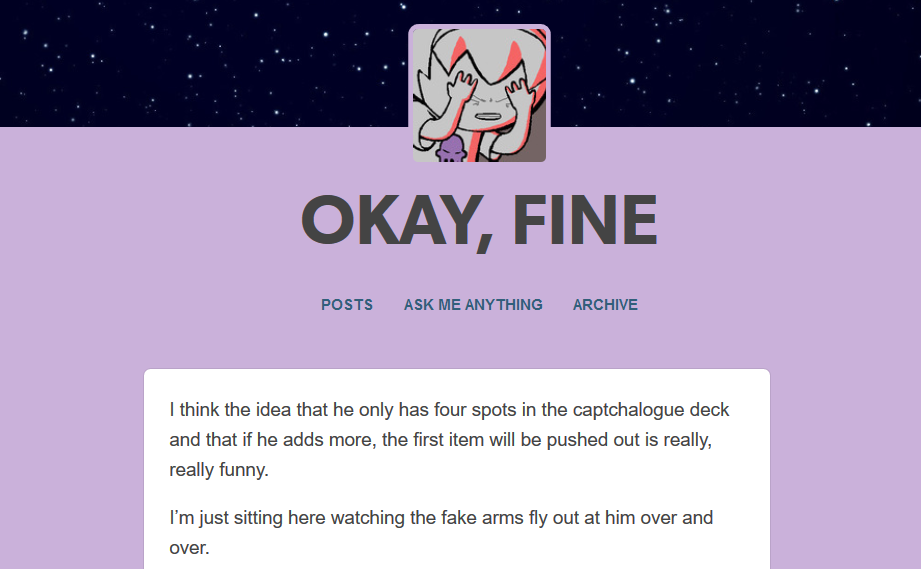 OKAY, FINE
POSTS ASK ME ANYTHING ARCHIVE
I think the idea that he only has four spots in the captchalogue deck
and that if he adds more, the first item will be pushed out is really,
really funny.
I’m just sitting here watching the fake arms fly out at him over and
over.